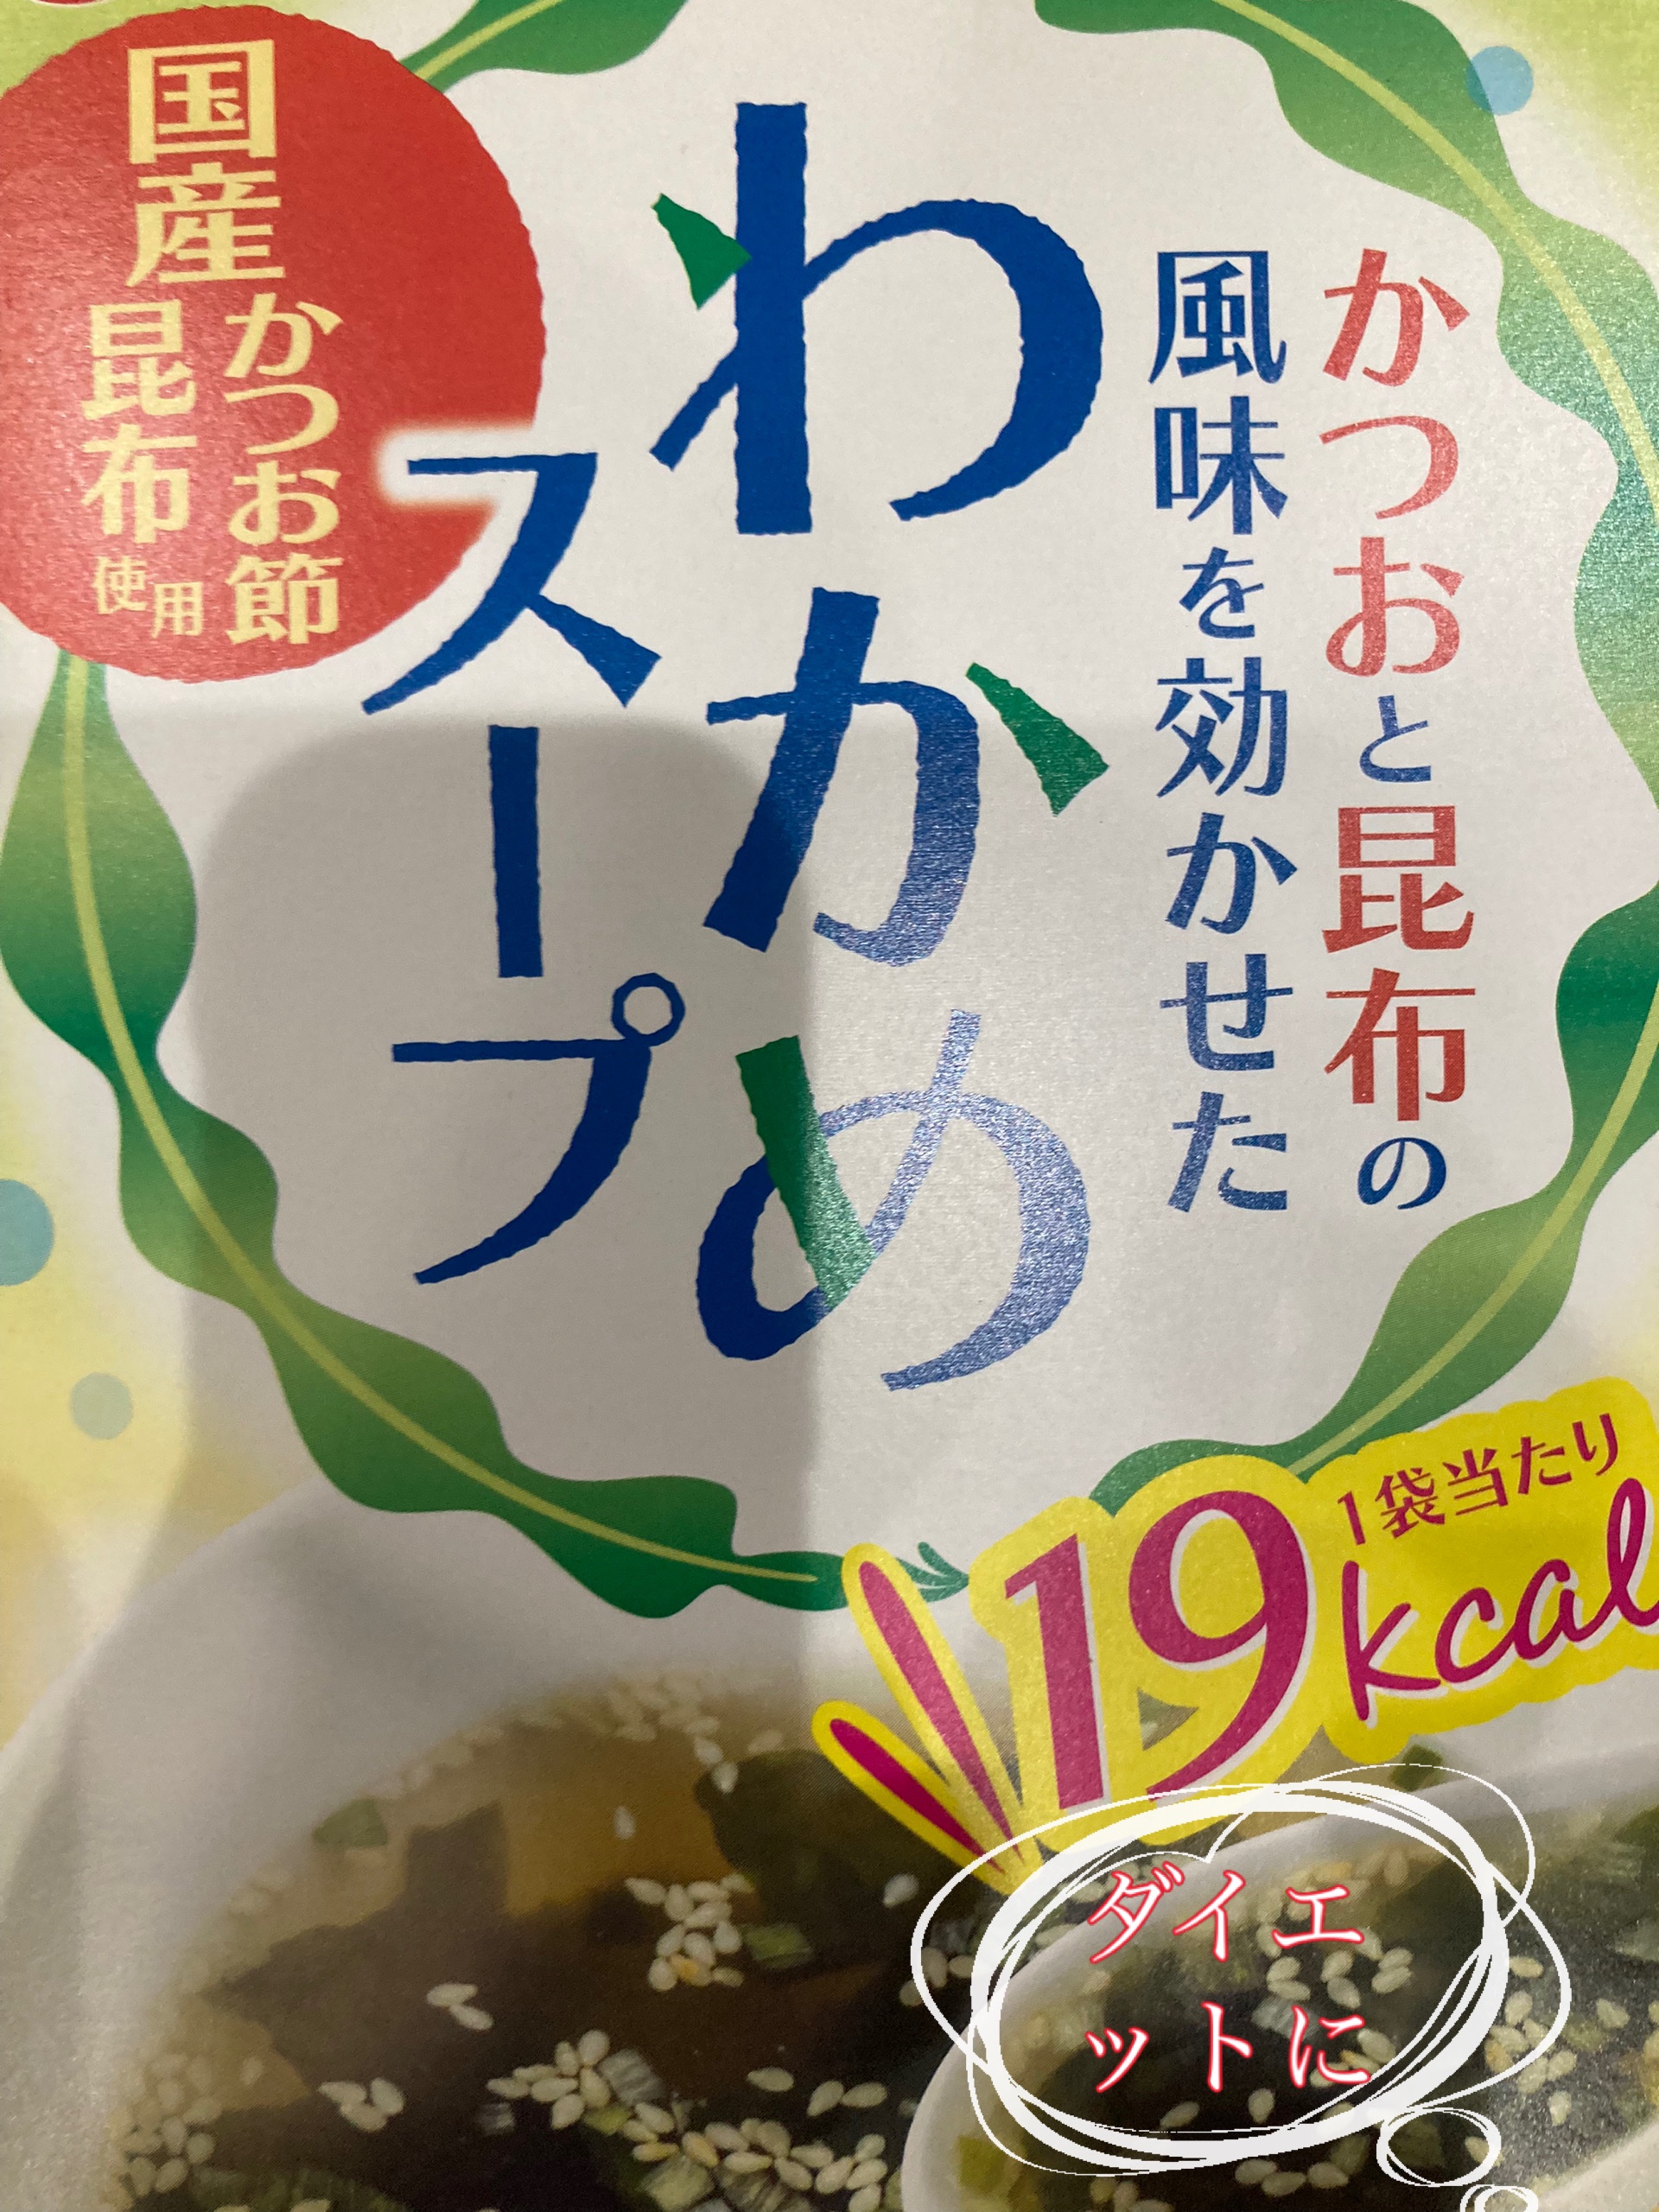 かつおと昆布の
風味を効かせた
わかめ
スープ
国産
かつお節
昆布使用
1袋当たり
19kcal
ダイエ
ットに